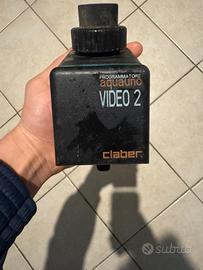 PROGRAMMATORE
aquauno
VIDEO 2
claber
subito